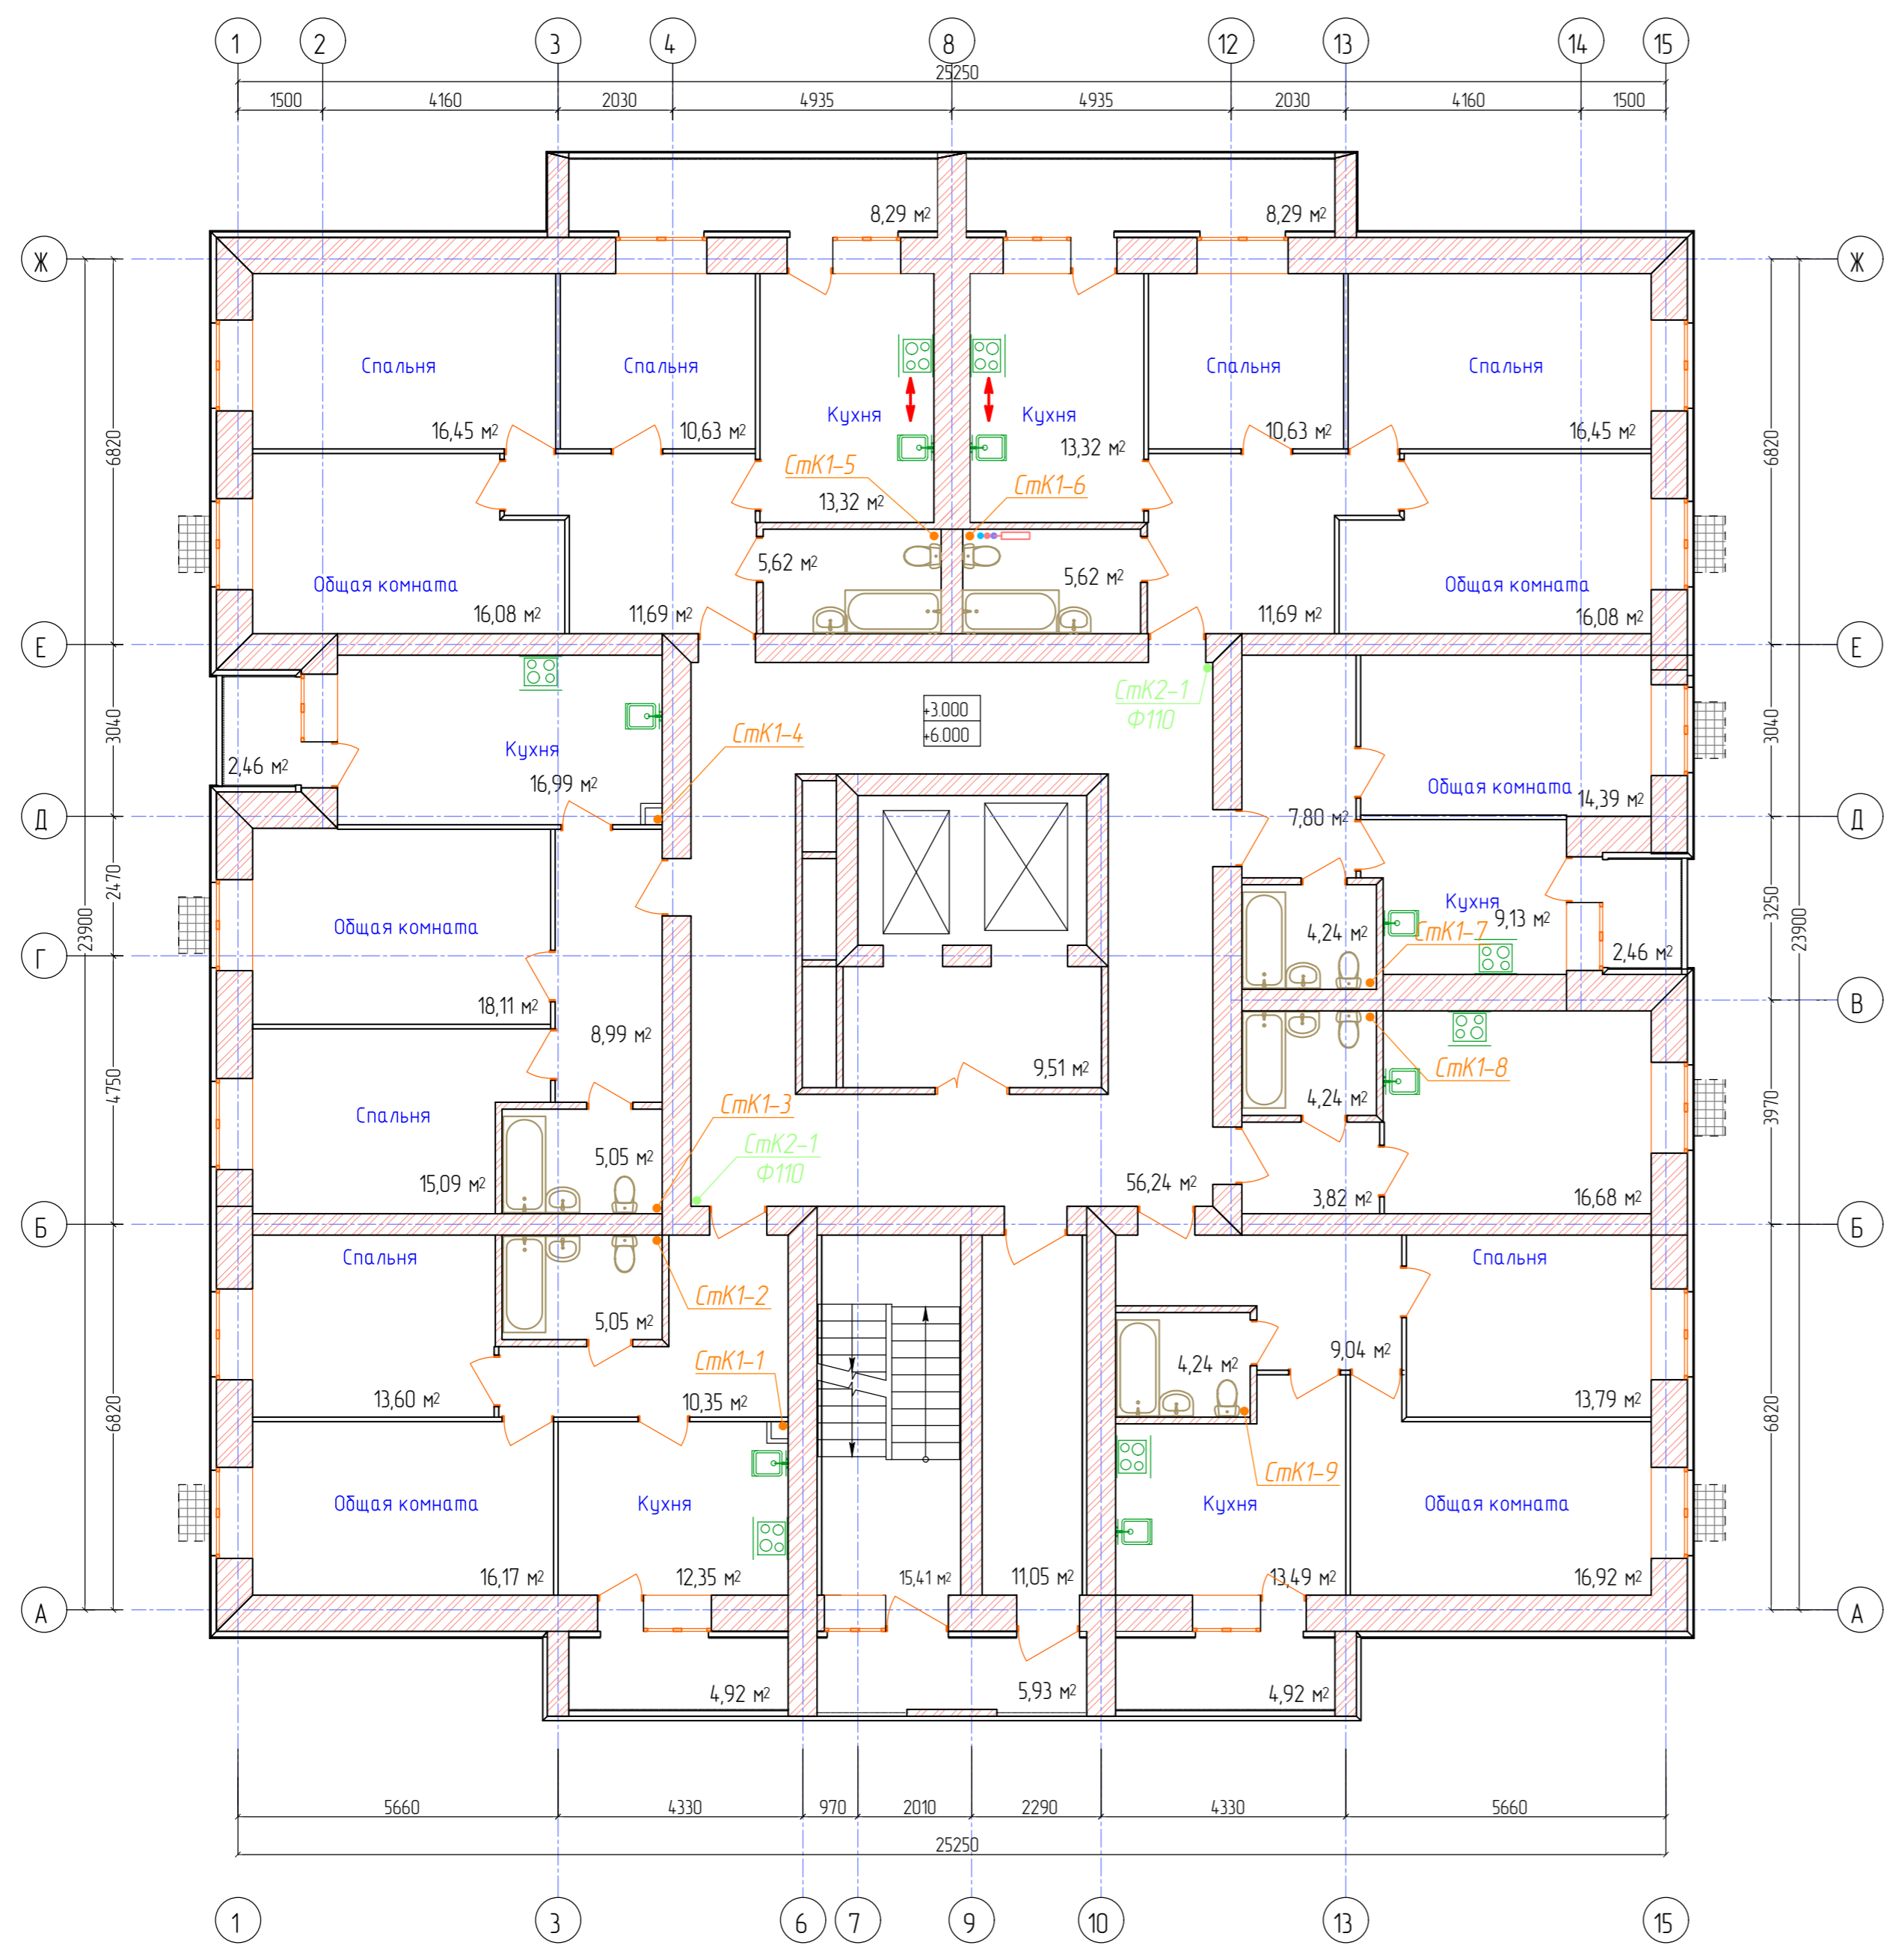 1 2 3 4 8 12 13 14 15
25250
1500 4160 2030 4935 4935 2030 4160 1500
8,29 м2 8,29 м2
Ж Ж
Спальня Спальня Спальня Спальня
Кухня Кухня
16,45 м2 10,63 м2 13,32 м2 10,63 м2 16,45 м2
6820 6820
СтК1-5 СтК1-6
13,32 м2
5,62 м2 5,62 м2
Общая комната Общая комната
16,08 м2 11,69 м2 11,69 м2 16,08 м2
Е Е
СтК2-1
Ф110
+3.000
+6.000
3040 3040
СтК1-4
Кухня
2,46 м2 16,99 м2
Общая комната 14,39 м2
Д 7,80 м2 Д
2470 3250
23900 23900
Общая комната Кухня 9,13 м2
4,24 м2 СтК1-7
2,46 м2
Г
18,11 м2 В
8,99 м2
9,51 м2 СтК1-8
4750 3970
4,24 м2
СтК1-3
Спальня
СтК2-1
Ф110
5,05 м2
15,09 м2 56,24 м2 3,82 м2 16,68 м2
Б Б
Спальня Спальня
СтК1-2
5,05 м2
СтК1-1 9,04 м2
4,24 м2
13,60 м2 10,35 м2 13,79 м2
6820 6820
СтК1-9
Общая комната Кухня Кухня Общая комната
16,17 м2 12,35 м2 15,41 м2 11,05 м2 13,49 м2 16,92 м2
А А
4,92 м2 5,93 м2 4,92 м2
5660 4330 970 2010 2290 4330 5660
25250
1 3 6 7 9 10 13 15